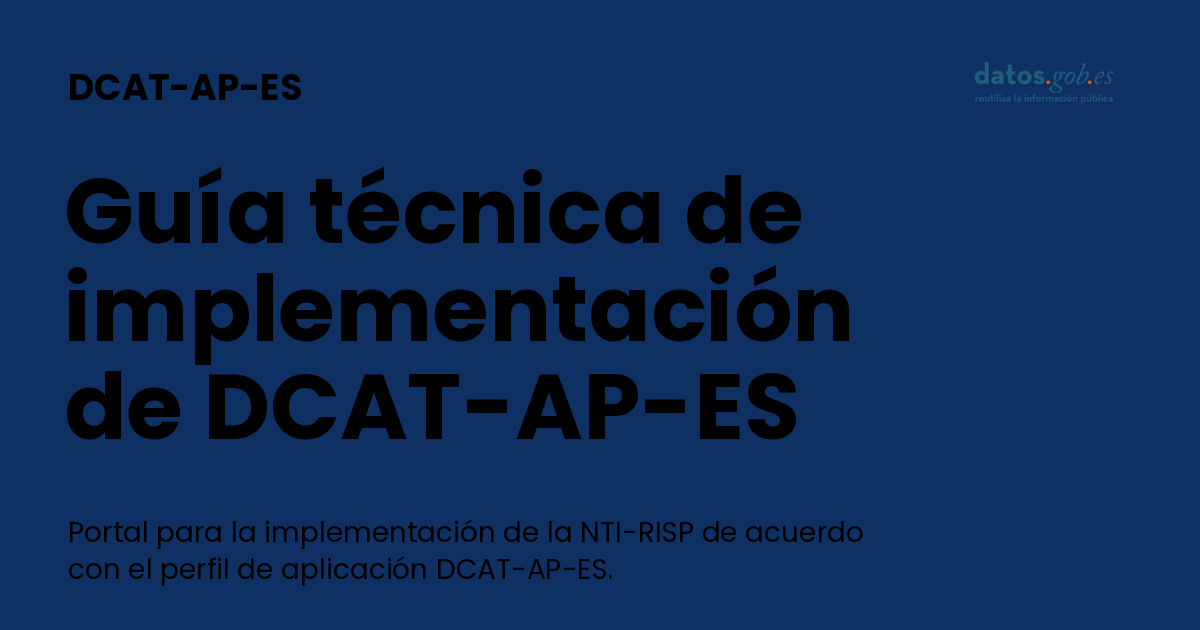 DCAT-AP-ES
datos.gob.es
reutiliza la información pública
Guía técnica de
implementación
de DCAT-AP-ES
Portal para la implementación de la NTI-RISP de acuerdo
con el perfil de aplicación DCAT-AP-ES.